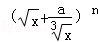 (√x + a/∛x)ⁿ